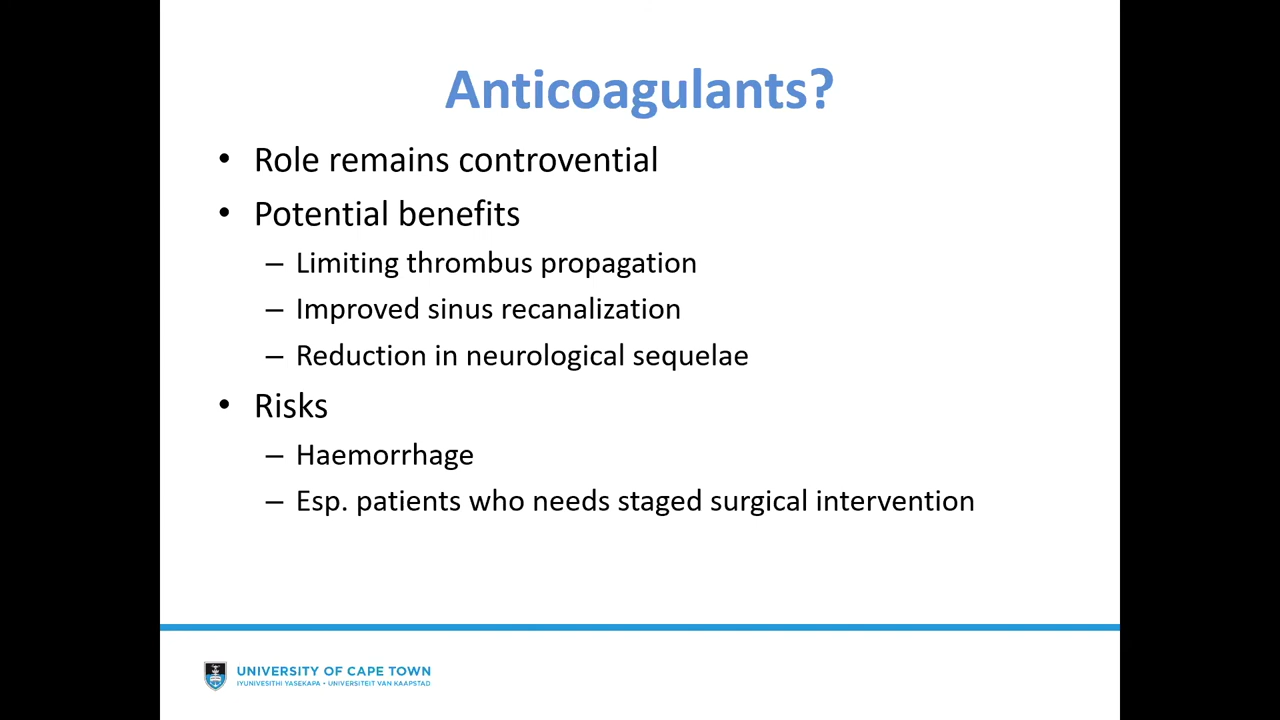 Anticoagulants?
• Role remains controvential
• Potential benefits
– Limiting thrombus propagation
– Improved sinus recanalization
– Reduction in neurological sequelae
• Risks
– Haemorrhage
– Esp. patients who needs staged surgical intervention
UNIVERSITY OF CAPE TOWN
IYUNIVESITHI YASEKAPA • UNIVERSITEIT VAN KAAPSTAD